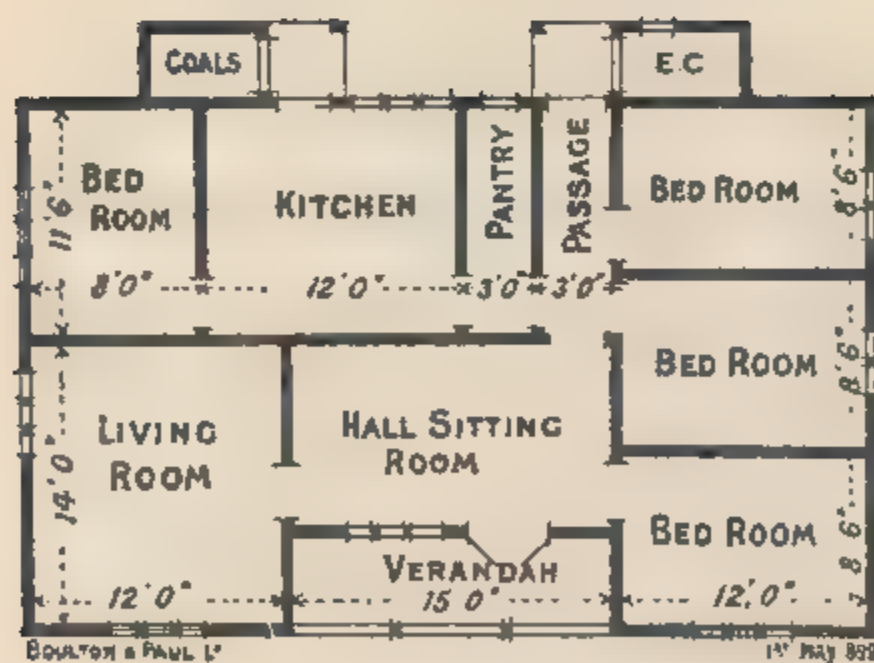 COALS
E.C
BED
ROOM
11'6"
KITCHEN
PANTRY
PASSAGE
BED ROOM
8'6"
8'0"
12'0"
3'0"
3'0"
BED ROOM
8'6"
LIVING
ROOM
14'0"
HALL SITTING
ROOM
BED ROOM
8'6"
VERANDAH
12'0"
15'0"
12'0"
BOULTON & PAUL Lᴰ
MAY